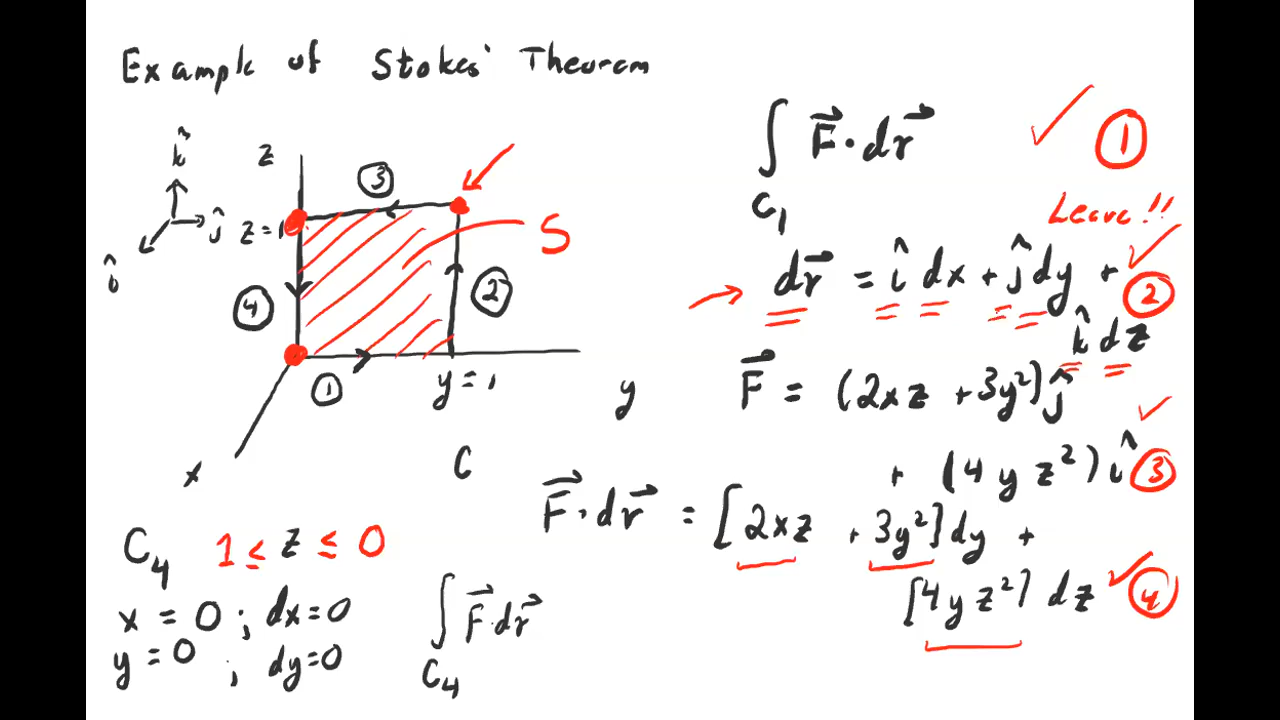 Example of Stokes' Theorem
k̂
ĵ
î
z
z = 1
③
④
②
①
S
y = 1
y
x
C
∫ F⃗ · dr⃗ ✓ ①
C₁
Leave!!
→ dr⃗ = î dx + ĵ dy + ✓ ②
k̂ dz
F⃗ = (2xz + 3y²) ĵ
+ (4yz²) î ✓ ③
F⃗ · dr⃗ = [2xz + 3y²] dy +
[4yz²] dz ✓ ④
C₄ 1 ≤ z ≤ 0
x = 0 ; dx = 0
y = 0 ; dy = 0
∫ F⃗ · dr⃗
C₄